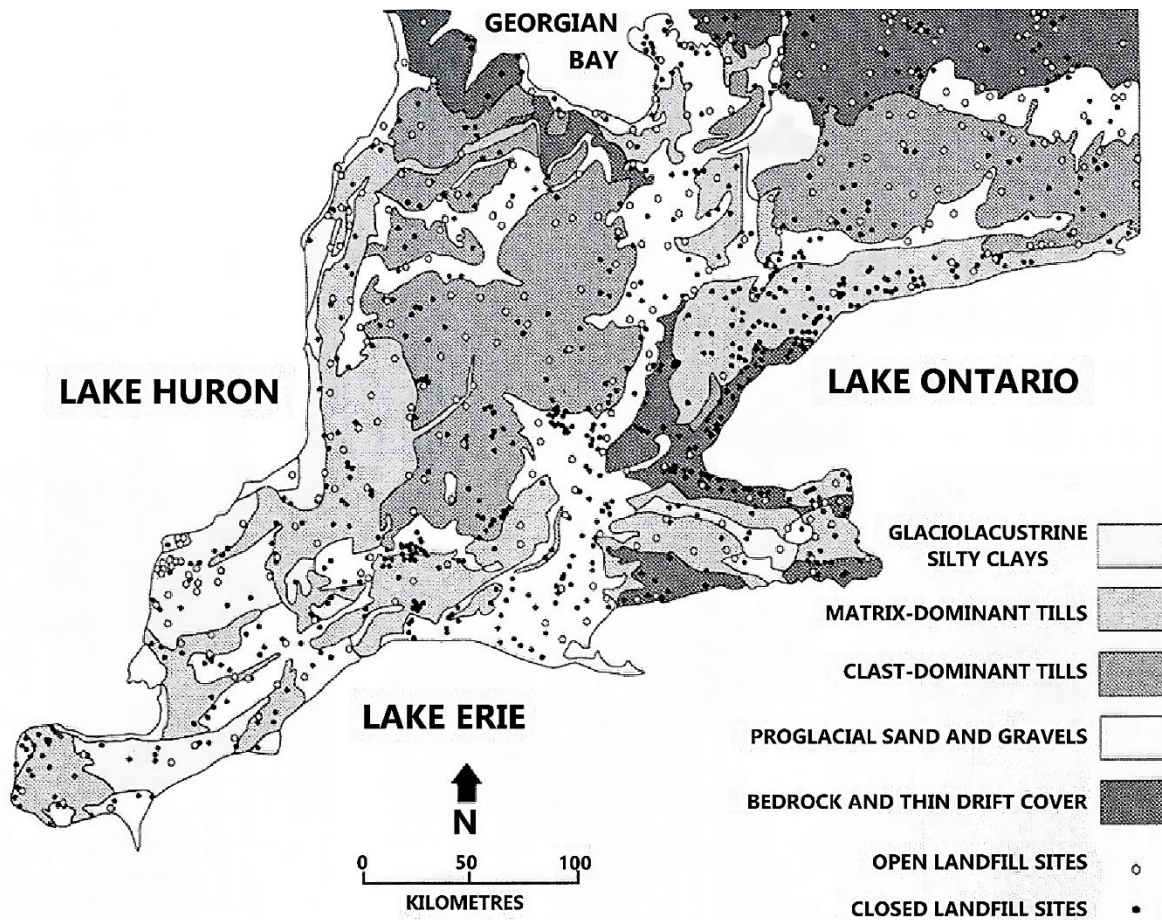 GEORGIAN
BAY
LAKE HURON
LAKE ONTARIO
GLACIOLACUSTRINE
SILTY CLAYS
MATRIX-DOMINANT TILLS
CLAST-DOMINANT TILLS
LAKE ERIE
PROGLACIAL SAND AND GRAVELS
BEDROCK AND THIN DRIFT COVER
N
0 50 100
KILOMETRES
OPEN LANDFILL SITES
CLOSED LANDFILL SITES